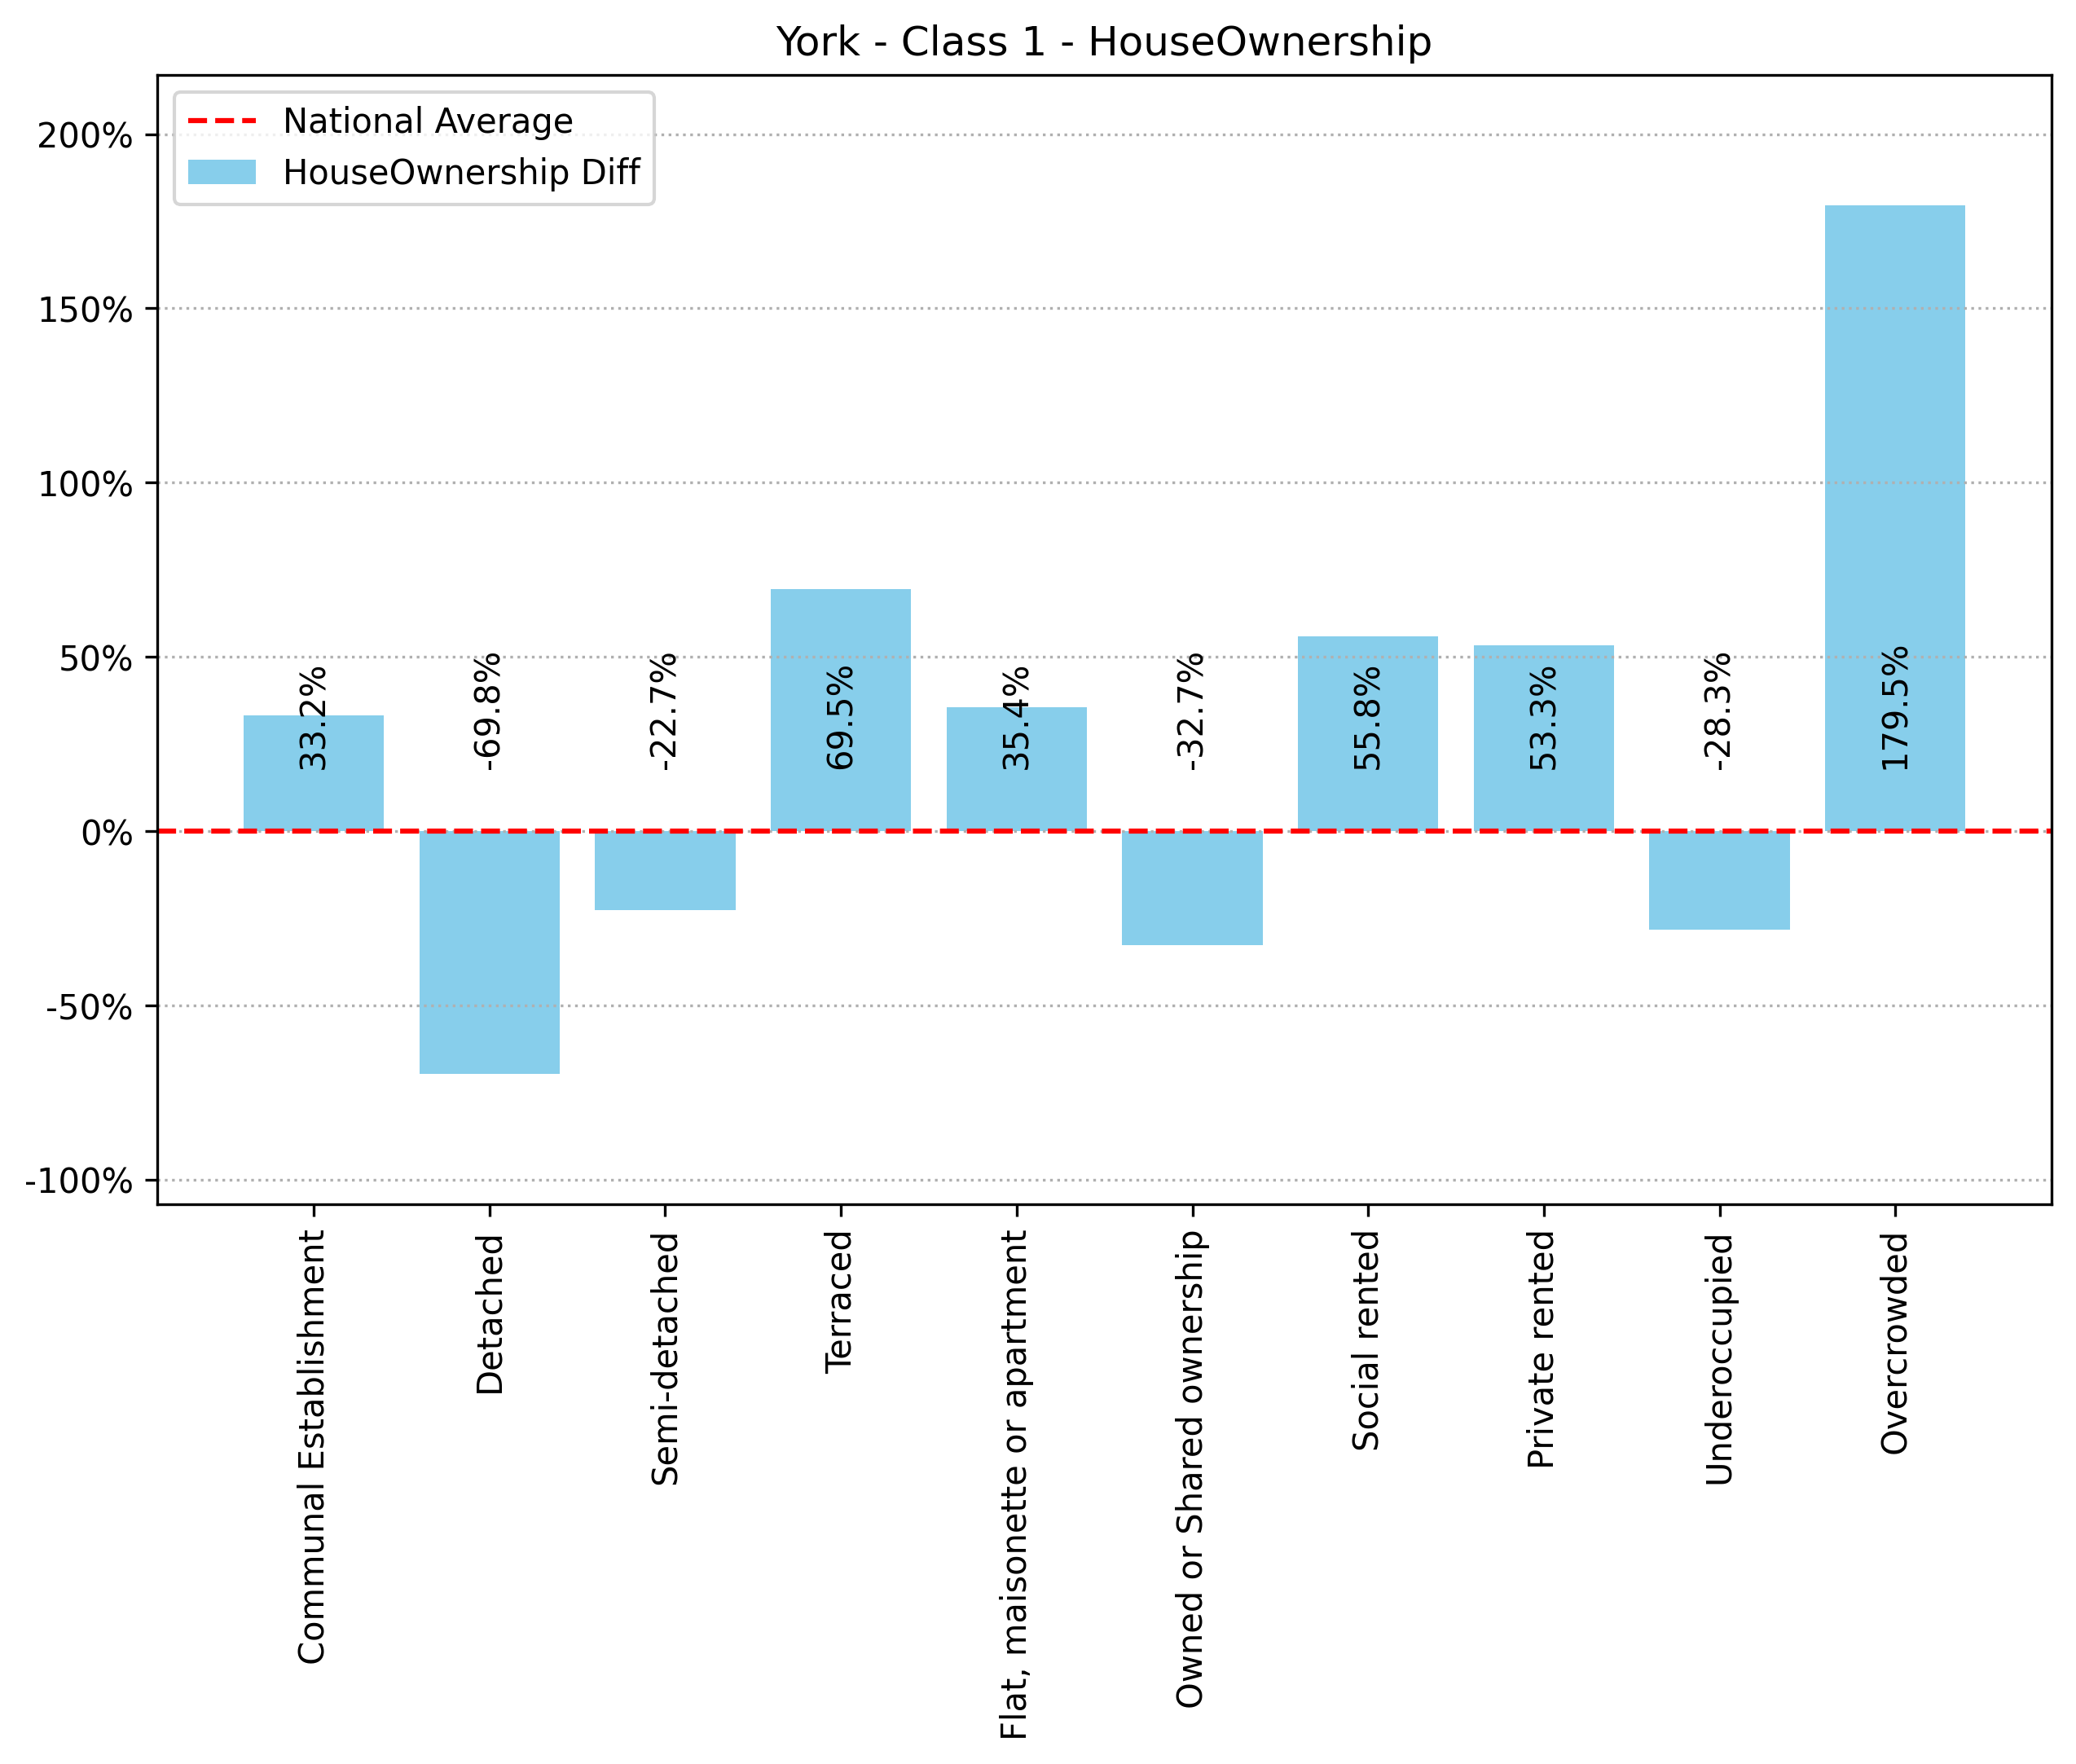 York - Class 1 - HouseOwnership
National Average
HouseOwnership Diff
200%
150%
100%
50%
0%
-50%
-100%
33.2%
-69.8%
-22.7%
69.5%
35.4%
-32.7%
55.8%
53.3%
-28.3%
179.5%
Communal Establishment
Detached
Semi-detached
Terraced
Flat, maisonette or apartment
Owned or Shared ownership
Social rented
Private rented
Underoccupied
Overcrowded